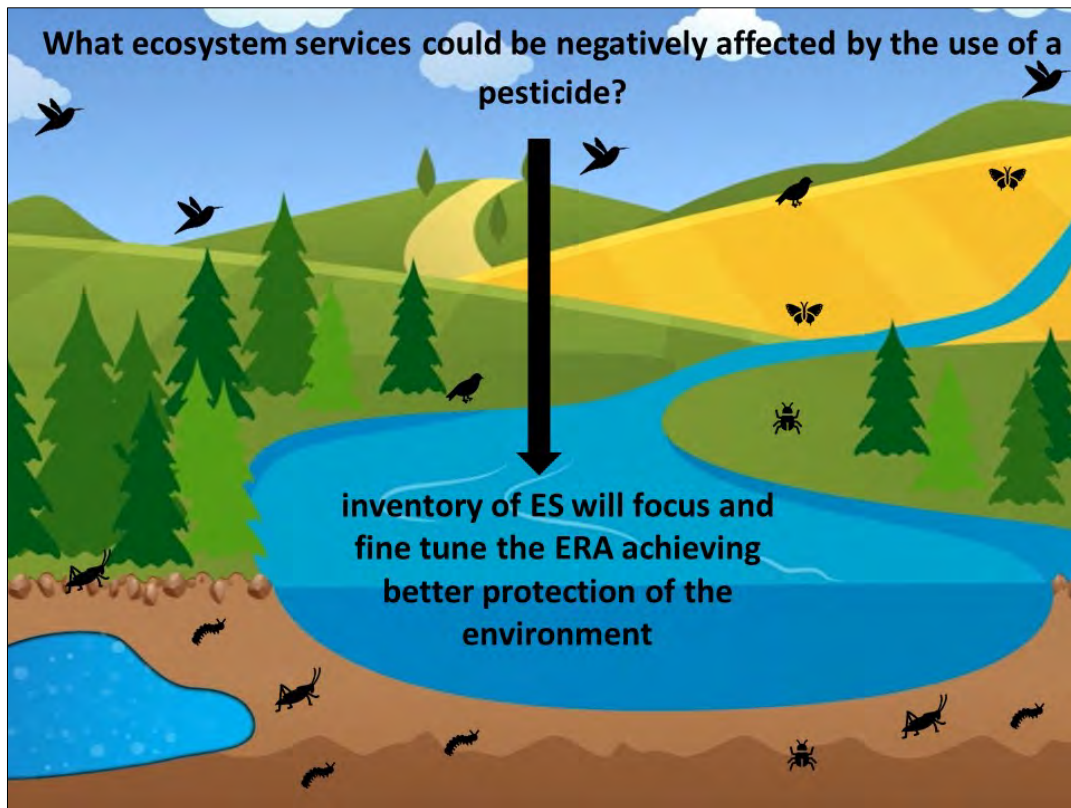 What ecosystem services could be negatively affected by the use of a
pesticide?
inventory of ES will focus and
fine tune the ERA achieving
better protection of the
environment